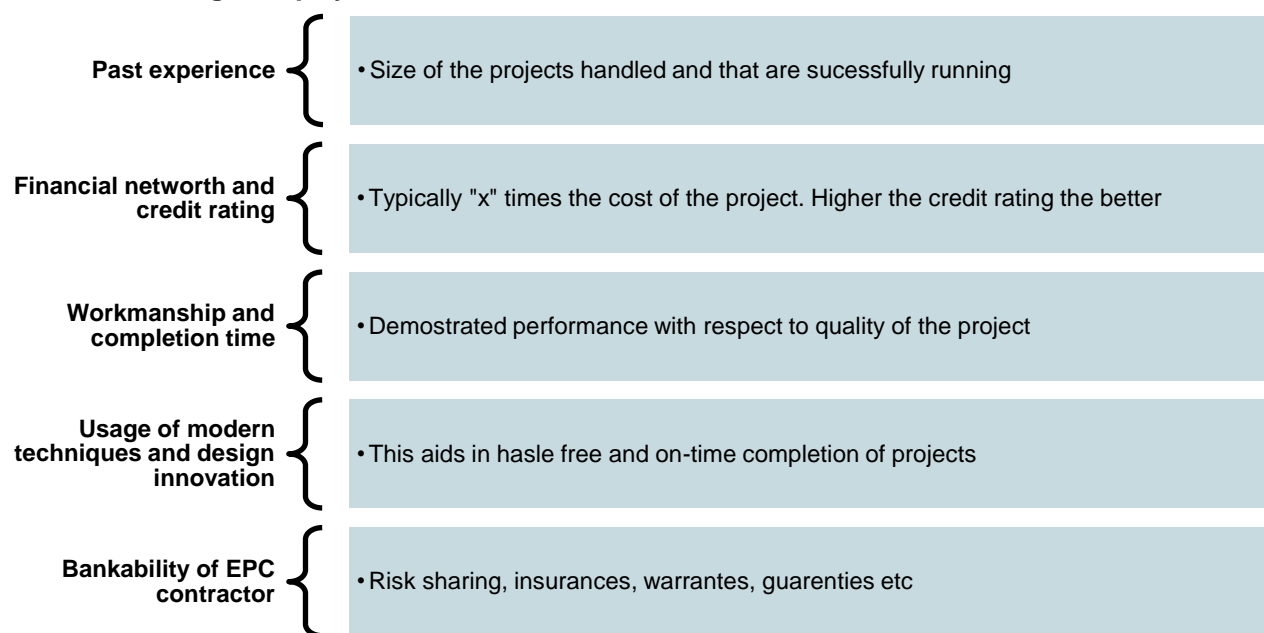 Past experience
• Size of the projects handled and that are sucessfully running
Financial networth and
credit rating
• Typically "x" times the cost of the project. Higher the credit rating the better
Workmanship and
completion time
• Demostrated performance with respect to quality of the project
Usage of modern
techniques and design
innovation
• This aids in hasle free and on-time completion of projects
Bankability of EPC
contractor
• Risk sharing, insurances, warrantes, guarenties etc